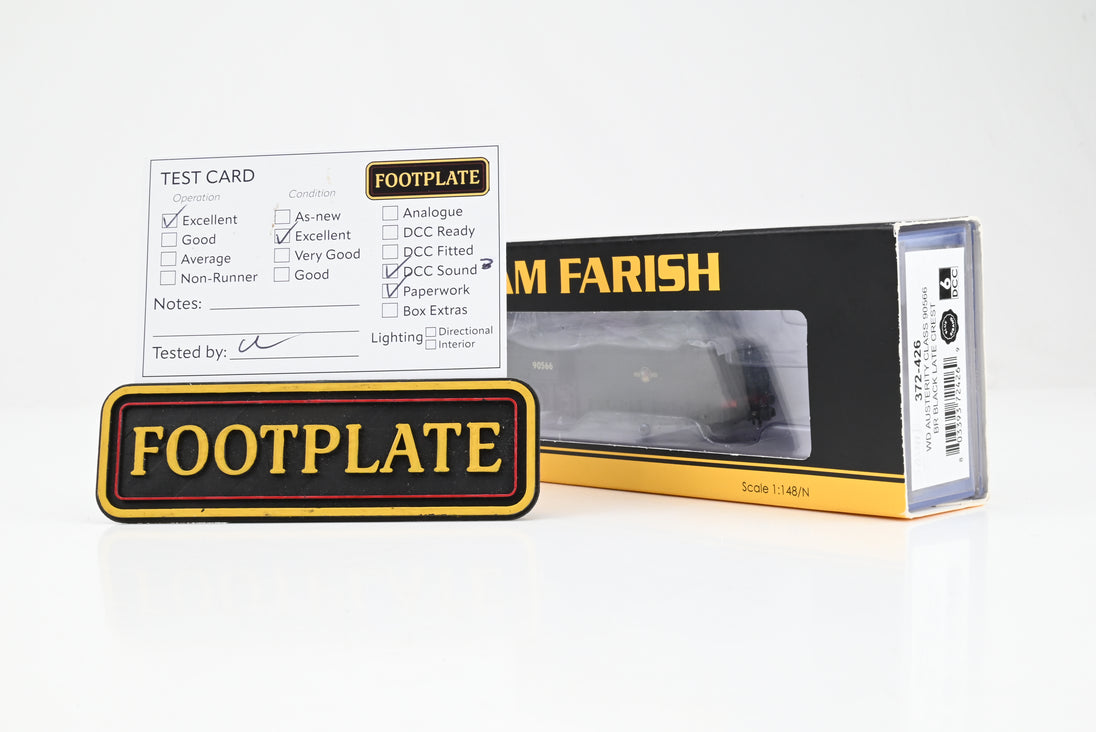 TEST CARD
FOOTPLATE
Operation
Excellent
Good
Average
Non-Runner
Condition
As-new
Excellent
Very Good
Good
Analogue
DCC Ready
DCC Fitted
DCC Sound 3
Paperwork
Box Extras
Notes:
Lighting
Directional
Interior
Tested by:
FOOTPLATE
AM FARISH
90566
Scale 1:148/N
372-426
WD AUSTERITY CLASS 90566
BR BLACK LATE CREST
6
DCC